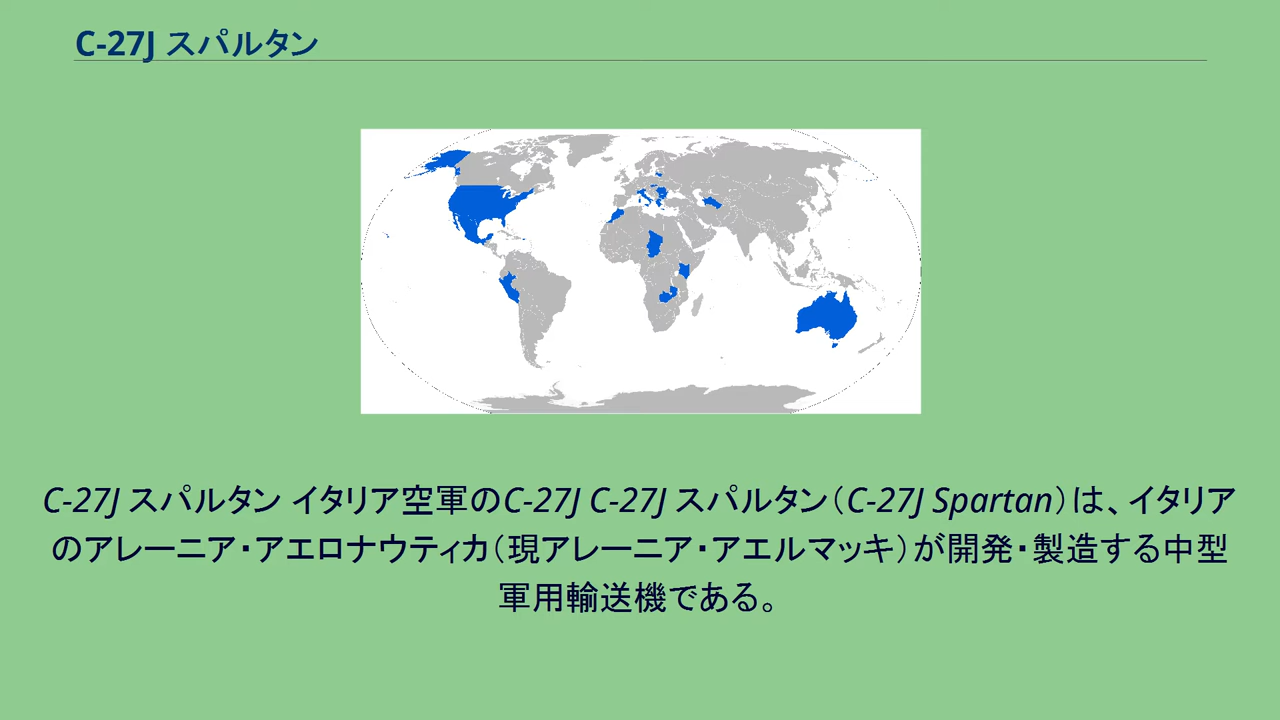 C-27J スパルタン
C-27J スパルタン イタリア空軍のC-27J C-27J スパルタン（C-27J Spartan）は、イタリア
のアレーニア・アエロナウティカ（現アレーニア・アエルマッキ）が開発・製造する中型
軍用輸送機である。